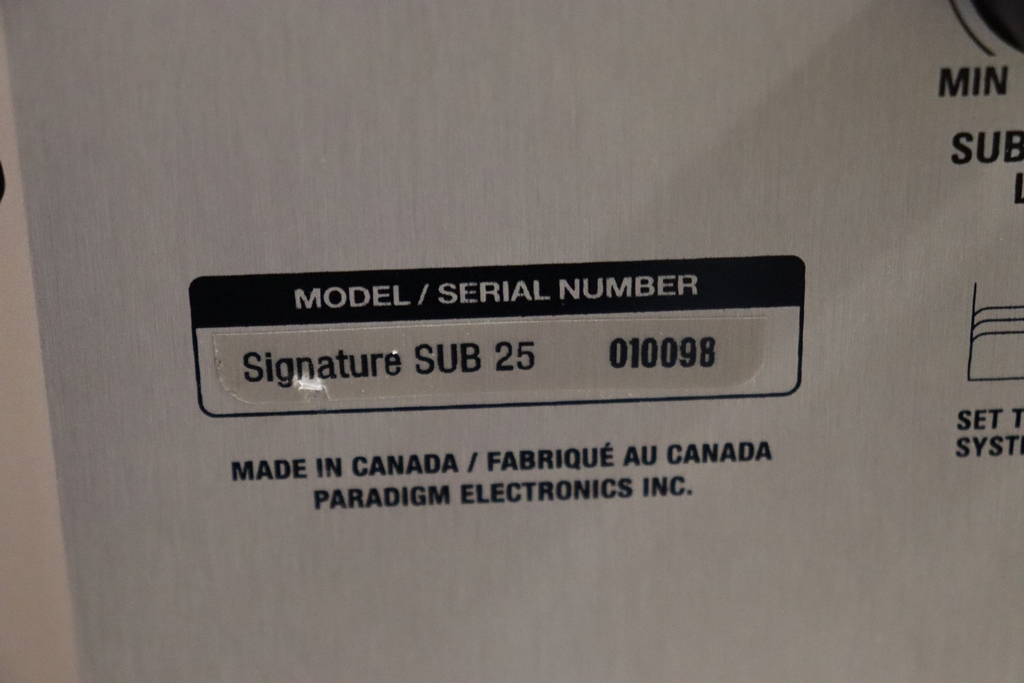 MIN
SUB
MODEL / SERIAL NUMBER
Signature SUB 25 010098
SET
MADE IN CANADA / FABRIQUÉ AU CANADA
PARADIGM ELECTRONICS INC.